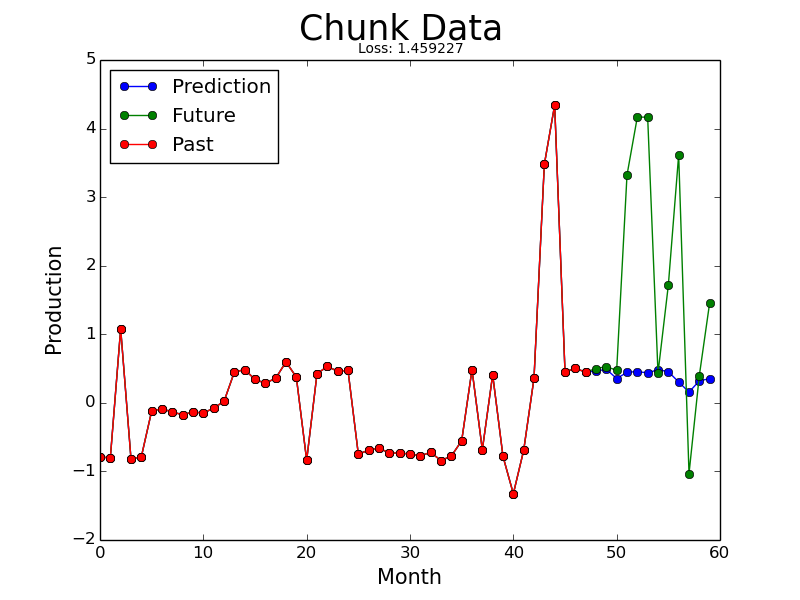 Chunk Data
Loss: 1.459227
Prediction
Future
Past
5
4
3
2
1
0
−1
−2
Production
0 10 20 30 40 50 60
Month